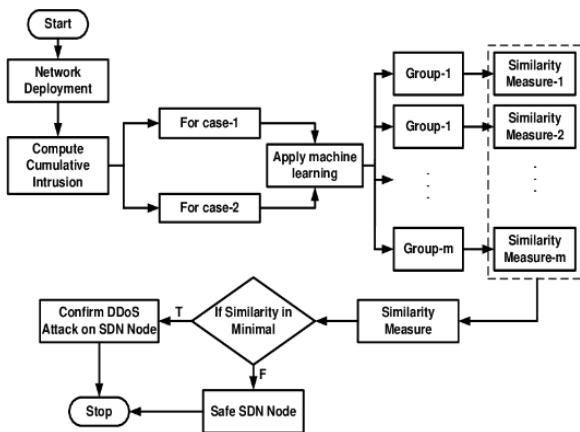 Start
Network
Deployment
Compute
Cumulative
Intrusion
For case-1
For case-2
Apply machine
learning
Group-1
Similarity
Measure-1
Group-1
Similarity
Measure-2
Group-m
Similarity
Measure-m
Similarity
Measure
If Similarity in
Minimal
T
Confirm DDoS
Attack on SDN Node
F
Safe SDN Node
Stop